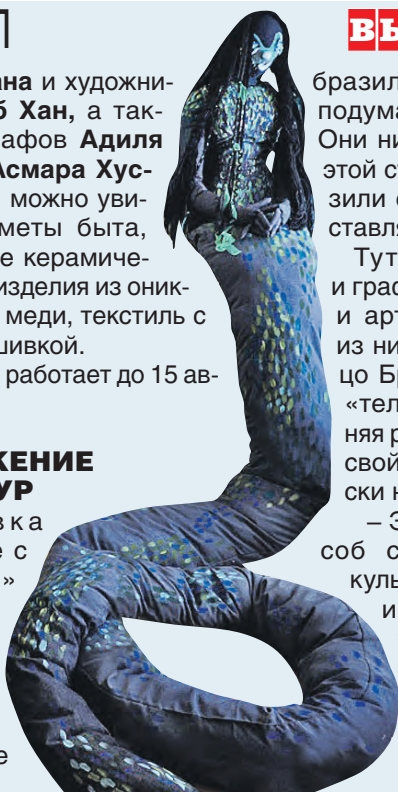 вы
ана и художни-
б Хан, а так-
афов Адиля
Асмара Хус-
можно уви-
меты быта,
е керамиче-
изделия из оник-
меди, текстиль с
шивкой.
работает до 15 ав-
ЖЕНИЕ
УР
вка
е с
»
е
бразил
подума
Они ни
этой ст
зили с
ставля
Тут
и граф
и арт
из ни
цо Бр
«тел
няя р
свой
ски н
– Э
соб с
куль
и